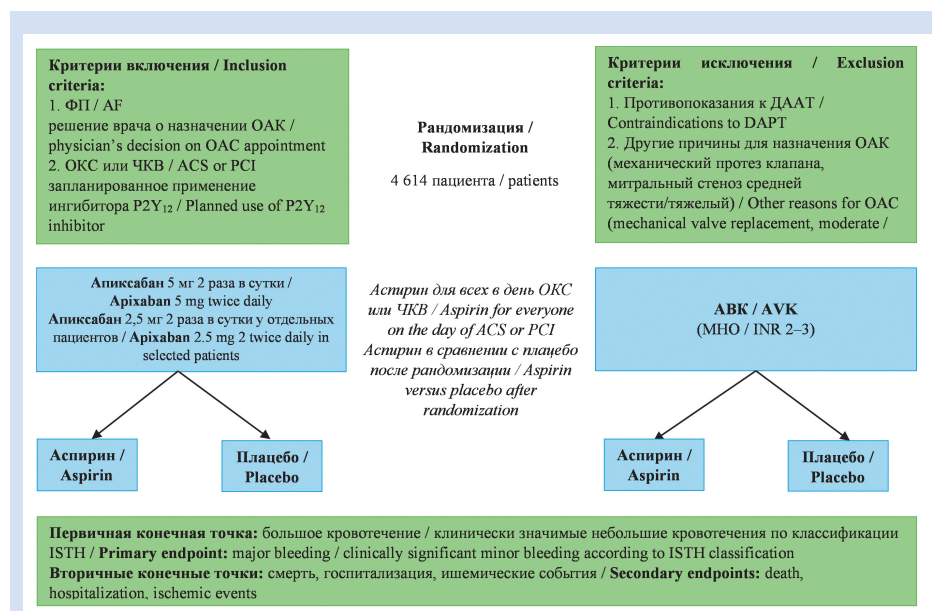 Критерии включения / Inclusion
criteria:
1. ФП / AF
решение врача о назначении ОАК /
physician's decision on OAC appointment
2. ОКС или ЧКВ / ACS or PCI
запланированное применение
ингибитора P2Y12 / Planned use of P2Y12
inhibitor
Рандомизация /
Randomization
4 614 пациента / patients
Критерии исключения / Exclusion
criteria:
1. Противопоказания к ДААТ /
Contraindications to DAPT
2. Другие причины для назначения ОАК
(механический протез клапана,
митральный стеноз средней
тяжести/тяжелый) / Other reasons for OAC
(mechanical valve replacement, moderate /
Апиксабан 5 мг 2 раза в сутки /
Apixaban 5 mg twice daily
Апиксабан 2,5 мг 2 раза в сутки у отдельных
пациентов / Apixaban 2.5 mg 2 twice daily in
selected patients
Аспирин для всех в день ОКС
или ЧКВ / Aspirin for everyone
on the day of ACS or PCI
Аспирин в сравнении с плацебо
после рандомизации / Aspirin
versus placebo after
randomization
АВК / AVK
(МНО / INR 2–3)
Аспирин /
Aspirin
Плацебо /
Placebo
Аспирин /
Aspirin
Плацебо /
Placebo
Первичная конечная точка: большое кровотечение / клинически значимые небольшие кровотечения по классификации
ISTH / Primary endpoint: major bleeding / clinically significant minor bleeding according to ISTH classification
Вторичные конечные точки: смерть, госпитализация, ишемические события / Secondary endpoints: death,
hospitalization, ischemic events